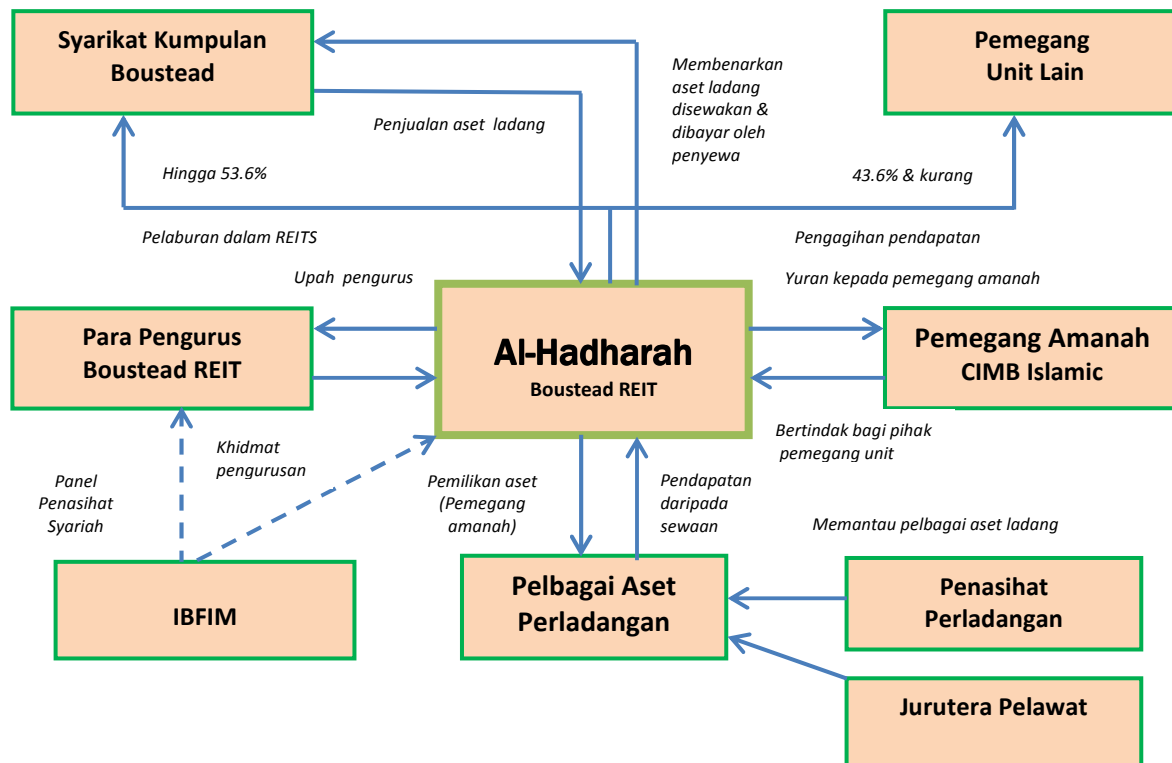 Syarikat Kumpulan
Boustead
Pemegang
Unit Lain
Membenarkan
aset ladang
disewakan &
dibayar oleh
penyewa
Penjualan aset ladang
Hingga 53.6%
43.6% & kurang
Pelaburan dalam REITS
Pengagihan pendapatan
Upah pengurus
Yuran kepada pemegang amanah
Para Pengurus
Boustead REIT
Al-Hadharah
Boustead REIT
Pemegang Amanah
CIMB Islamic
Khidmat
pengurusan
Bertindak bagi pihak
pemegang unit
Panel
Penasihat
Syariah
Pemilikan aset
(Pemegang
amanah)
Pendapatan
daripada
sewaan
Memantau pelbagai aset ladang
IBFIM
Pelbagai Aset
Perladangan
Penasihat
Perladangan
Jurutera Pelawat